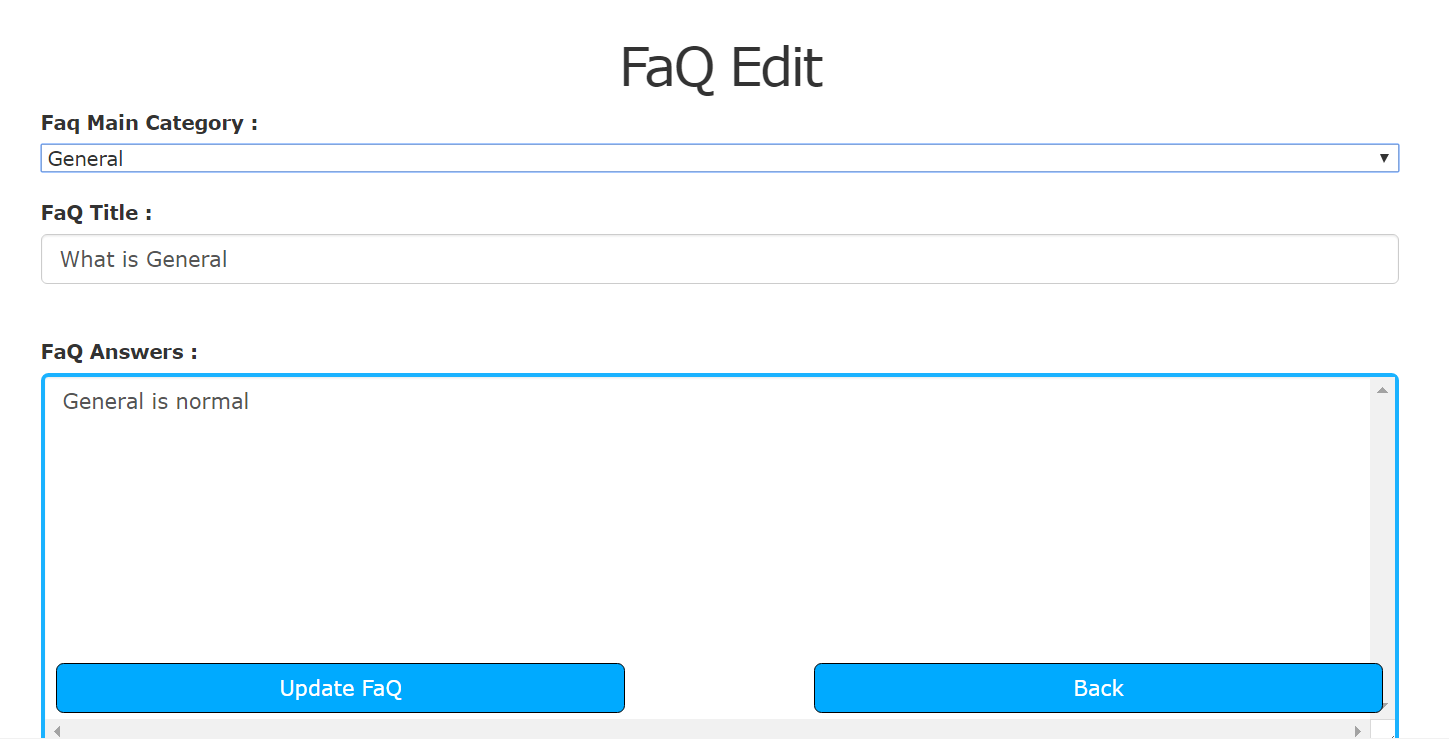 FaQ Edit
Faq Main Category :
General
FaQ Title :
What is General
FaQ Answers :
General is normal
Update FaQ Back